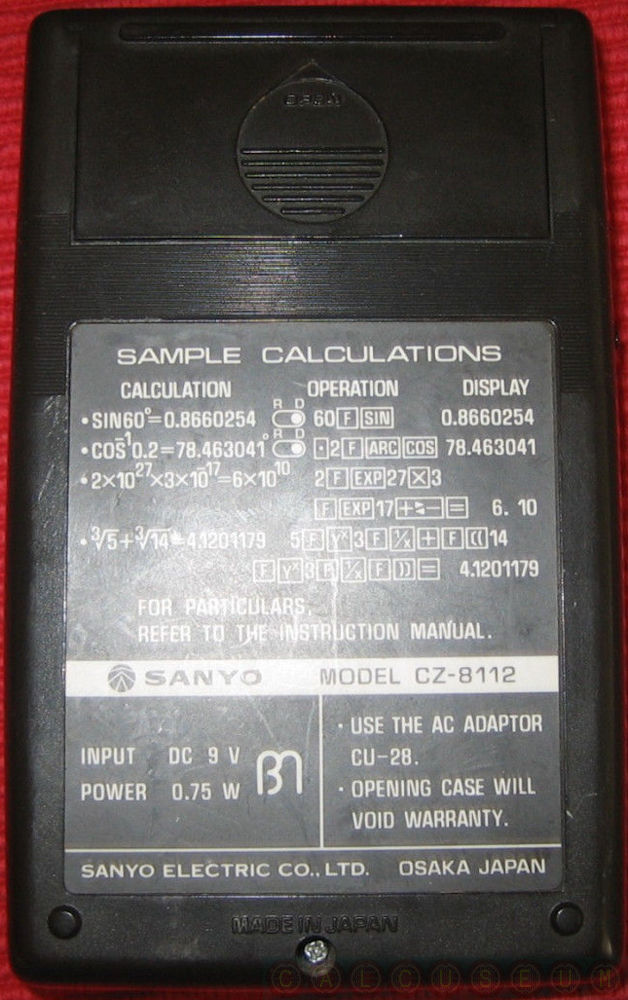 OPEN
SAMPLE CALCULATIONS
CALCULATION OPERATION DISPLAY
R D
•SIN60°=0.8660254 60 F SIN 0.8660254
R D
•COS⁻¹0.2=78.463041° •2 F ARC COS 78.463041
•2×10²⁷×3×10⁻¹⁷=6×10¹⁰ 2 F EXP 27 × 3
F EXP 17 = 6. 10
•³√5+³√14=4.1201179 5 F Yˣ 3 F 1/x + F (( 14
F Yˣ 3 F 1/x F )) = 4.1201179
FOR PARTICULARS,
REFER TO THE INSTRUCTION MANUAL.
SANYO MODEL CZ-8112
INPUT DC 9 V
POWER 0.75 W
• USE THE AC ADAPTOR
CU-28.
• OPENING CASE WILL
VOID WARRANTY.
SANYO ELECTRIC CO., LTD. OSAKA JAPAN
MADE IN JAPAN
CALCUSEUM